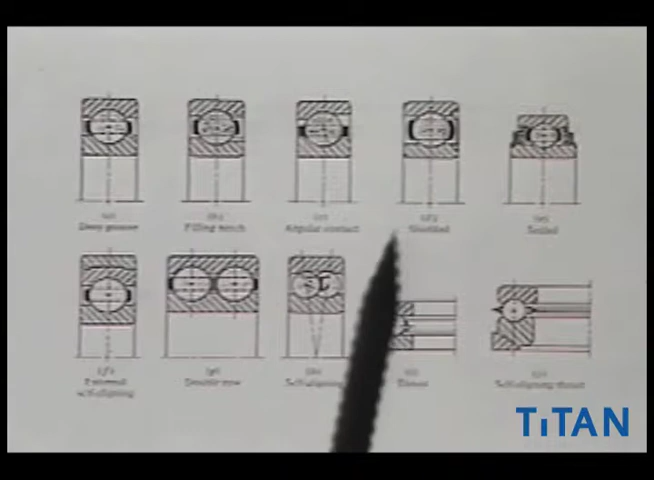 (a)
(b)
(c)
(d)
(e)
Deep groove
Filling notch
Angular contact
Shielded
Sealed
(f)
(g)
(h)
(i)
(j)
External
self-aligning
Double row
Self-aligning
Thrust
Self-aligning thrust
TiTAN